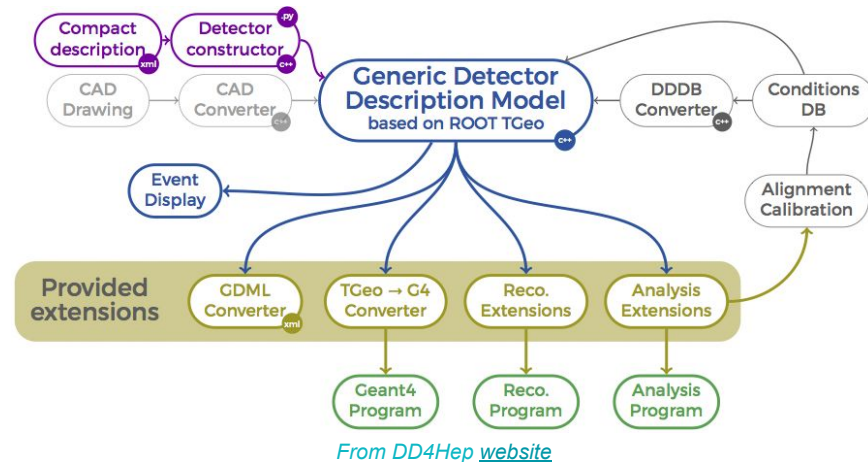 Compact
description
xml
Detector
constructor
.py
c++
CAD
Drawing
CAD
Converter
c++
Generic Detector
Description Model
based on ROOT TGeo
c++
DDDB
Converter
c++
Conditions
DB
Event
Display
Alignment
Calibration
Provided
extensions
GDML
Converter
xml
TGeo → G4
Converter
Reco.
Extensions
Analysis
Extensions
Geant4
Program
Reco.
Program
Analysis
Program
From DD4Hep website